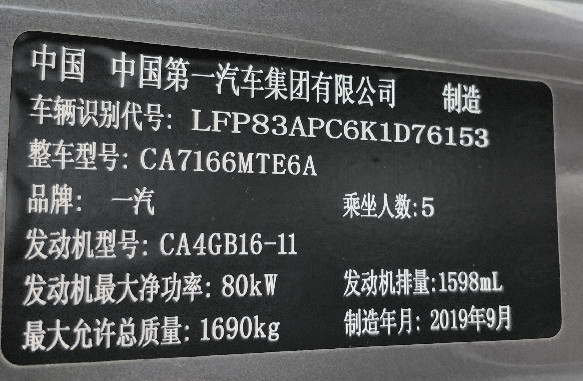 中国 中国第一汽车集团有限公司 制造
车辆识别代号: LFP83APC6K1D76153
整车型号: CA7166MTE6A
品牌: 一汽 乘坐人数:5
发动机型号: CA4GB16-11
发动机最大净功率: 80kW 发动机排量:1598mL
最大允许总质量: 1690kg 制造年月: 2019年9月